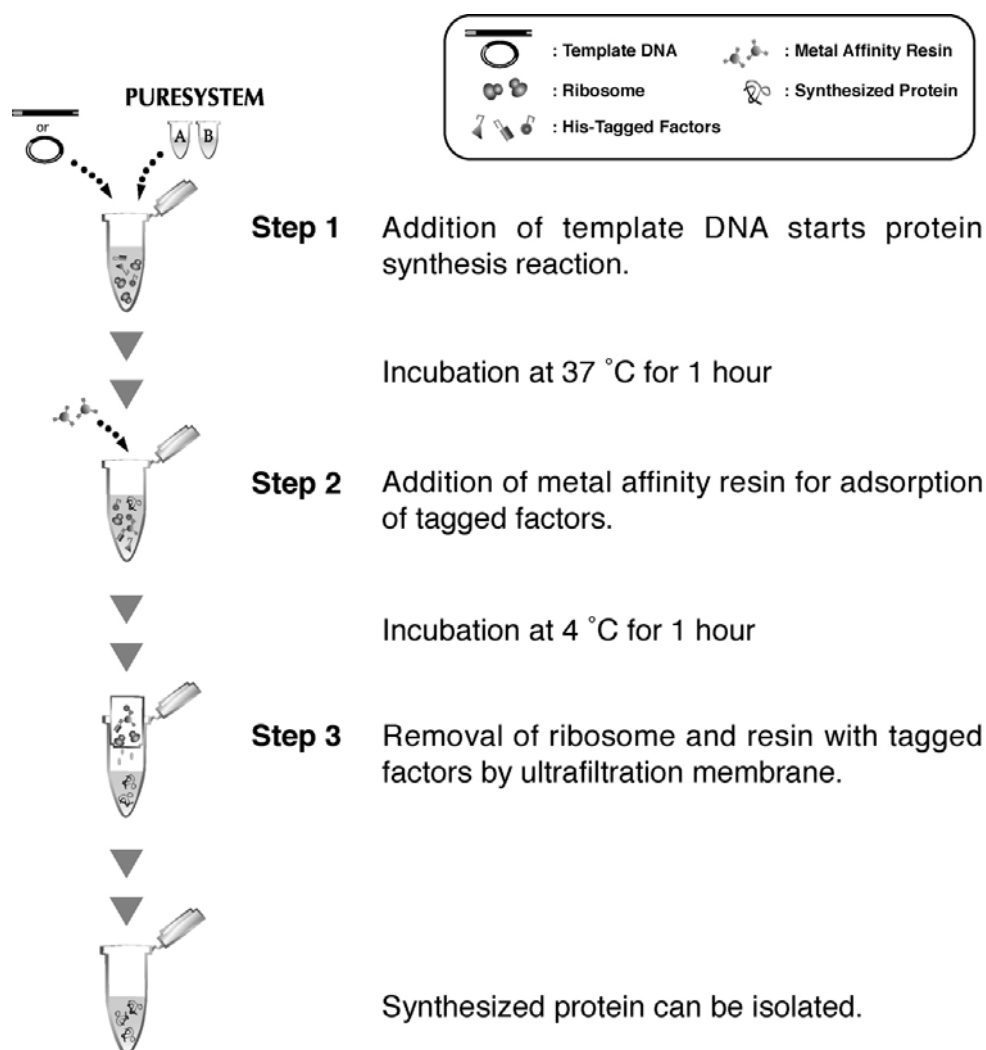 : Template DNA
: Metal Affinity Resin
: Ribosome
: Synthesized Protein
: His-Tagged Factors
PURESYSTEM
or
A B
Step 1 Addition of template DNA starts protein
synthesis reaction.
Incubation at 37 ˚C for 1 hour
Step 2 Addition of metal affinity resin for adsorption
of tagged factors.
Incubation at 4 ˚C for 1 hour
Step 3 Removal of ribosome and resin with tagged
factors by ultrafiltration membrane.
Synthesized protein can be isolated.